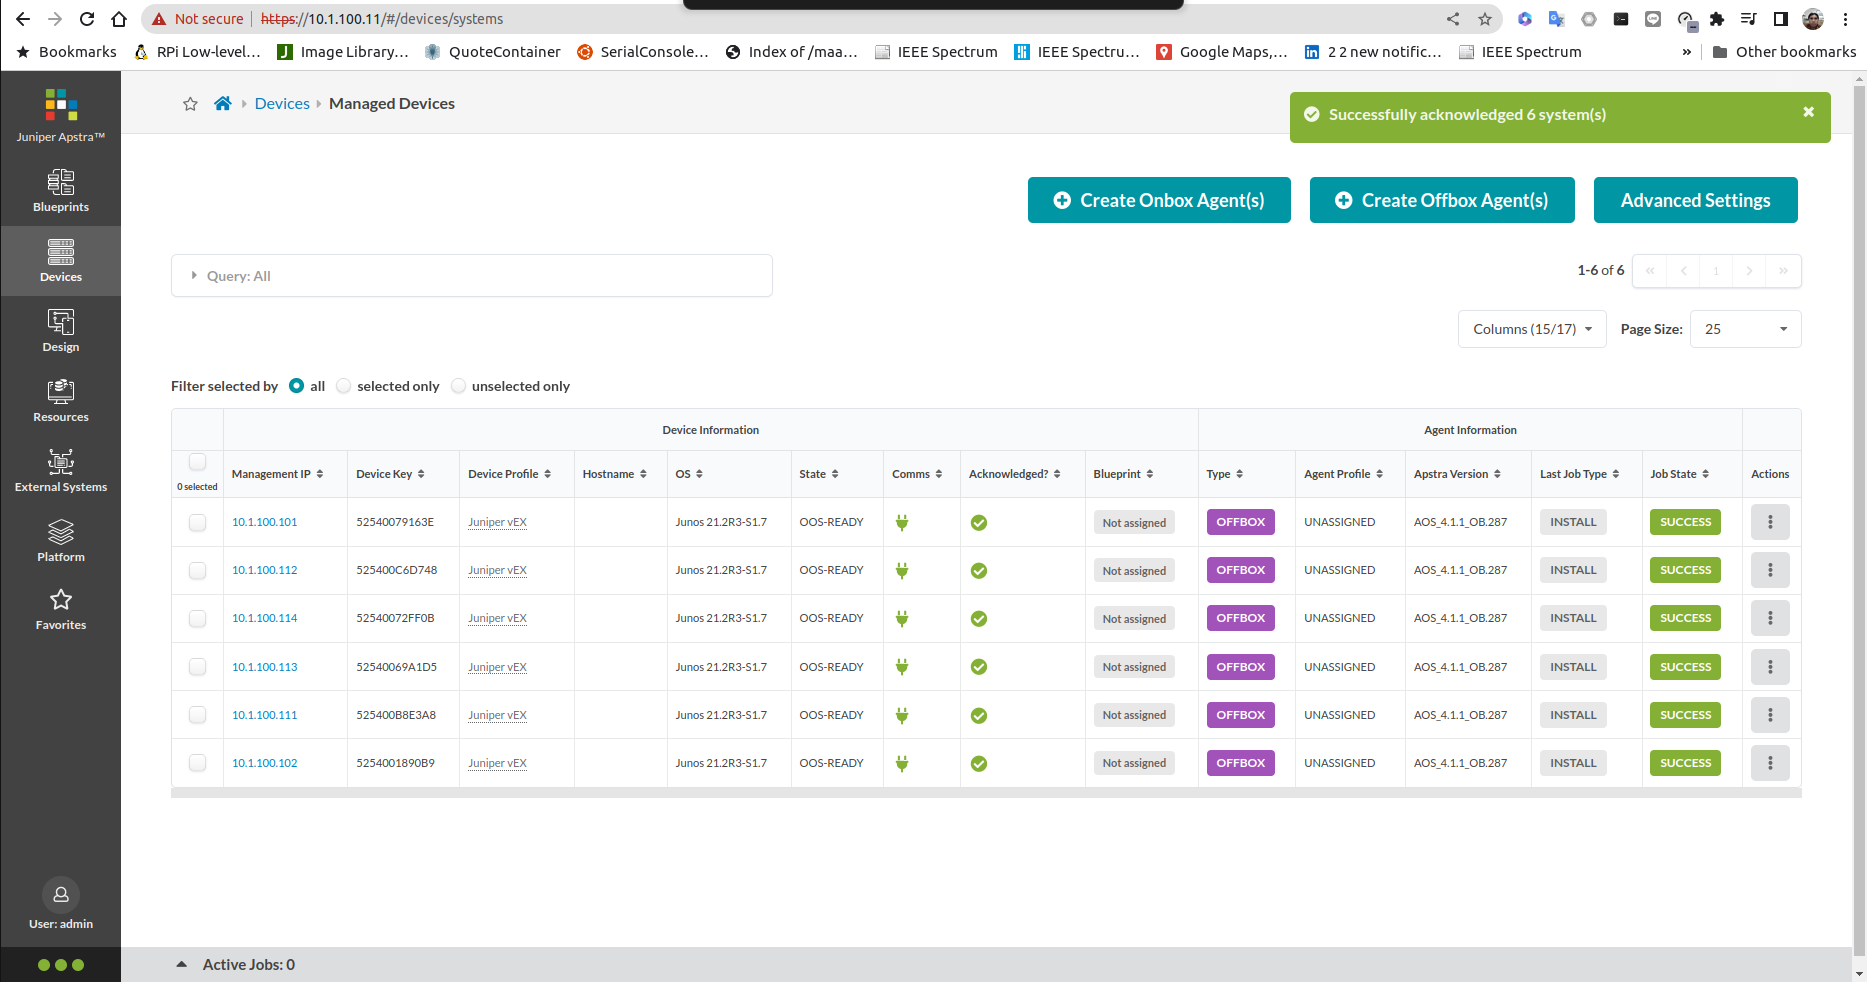 Not secure https://10.1.100.11/#/devices/systems
Bookmarks RPi Low-level... Image Library... QuoteContainer SerialConsole... Index of /maa... IEEE Spectrum IEEE Spectru... Google Maps,... 2 2 new notific... IEEE Spectrum » Other bookmarks
Juniper Apstra™
Blueprints
Devices
Design
Resources
External Systems
Platform
Favorites
User: admin
Devices Managed Devices
Successfully acknowledged 6 system(s)
Create Onbox Agent(s) Create Offbox Agent(s) Advanced Settings
Query: All
1-6 of 6 « ‹ 1 › »
Columns (15/17) Page Size: 25
Filter selected by all selected only unselected only
Device Information Agent Information
0 selected Management IP Device Key Device Profile Hostname OS State Comms Acknowledged? Blueprint Type Agent Profile Apstra Version Last Job Type Job State Actions
10.1.100.101 52540079163E Juniper vEX Junos 21.2R3-S1.7 OOS-READY Not assigned OFFBOX UNASSIGNED AOS_4.1.1_OB.287 INSTALL SUCCESS
10.1.100.112 525400C6D748 Juniper vEX Junos 21.2R3-S1.7 OOS-READY Not assigned OFFBOX UNASSIGNED AOS_4.1.1_OB.287 INSTALL SUCCESS
10.1.100.114 52540072FF0B Juniper vEX Junos 21.2R3-S1.7 OOS-READY Not assigned OFFBOX UNASSIGNED AOS_4.1.1_OB.287 INSTALL SUCCESS
10.1.100.113 52540069A1D5 Juniper vEX Junos 21.2R3-S1.7 OOS-READY Not assigned OFFBOX UNASSIGNED AOS_4.1.1_OB.287 INSTALL SUCCESS
10.1.100.111 525400B8E3A8 Juniper vEX Junos 21.2R3-S1.7 OOS-READY Not assigned OFFBOX UNASSIGNED AOS_4.1.1_OB.287 INSTALL SUCCESS
10.1.100.102 5254001890B9 Juniper vEX Junos 21.2R3-S1.7 OOS-READY Not assigned OFFBOX UNASSIGNED AOS_4.1.1_OB.287 INSTALL SUCCESS
Active Jobs: 0